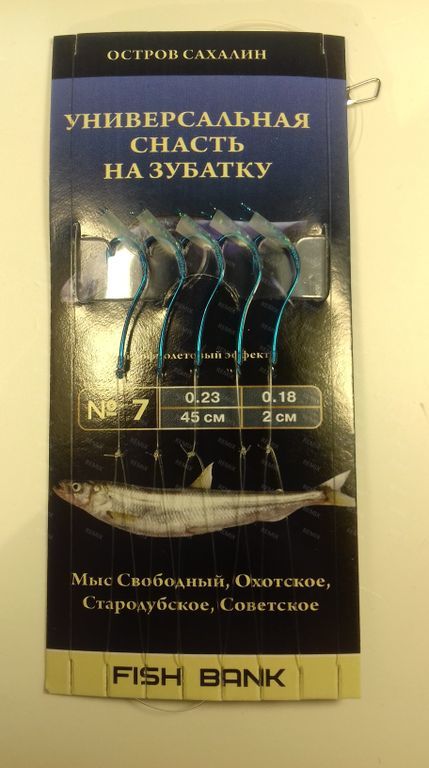 ОСТРОВ САХАЛИН
УНИВЕРСАЛЬНАЯ
СНАСТЬ
НА ЗУБАТКУ
эффект
№ 7
0.23 0.18
45 см 2 см
Мыс Свободный, Охотское,
Стародубское, Советское
FISH BANK